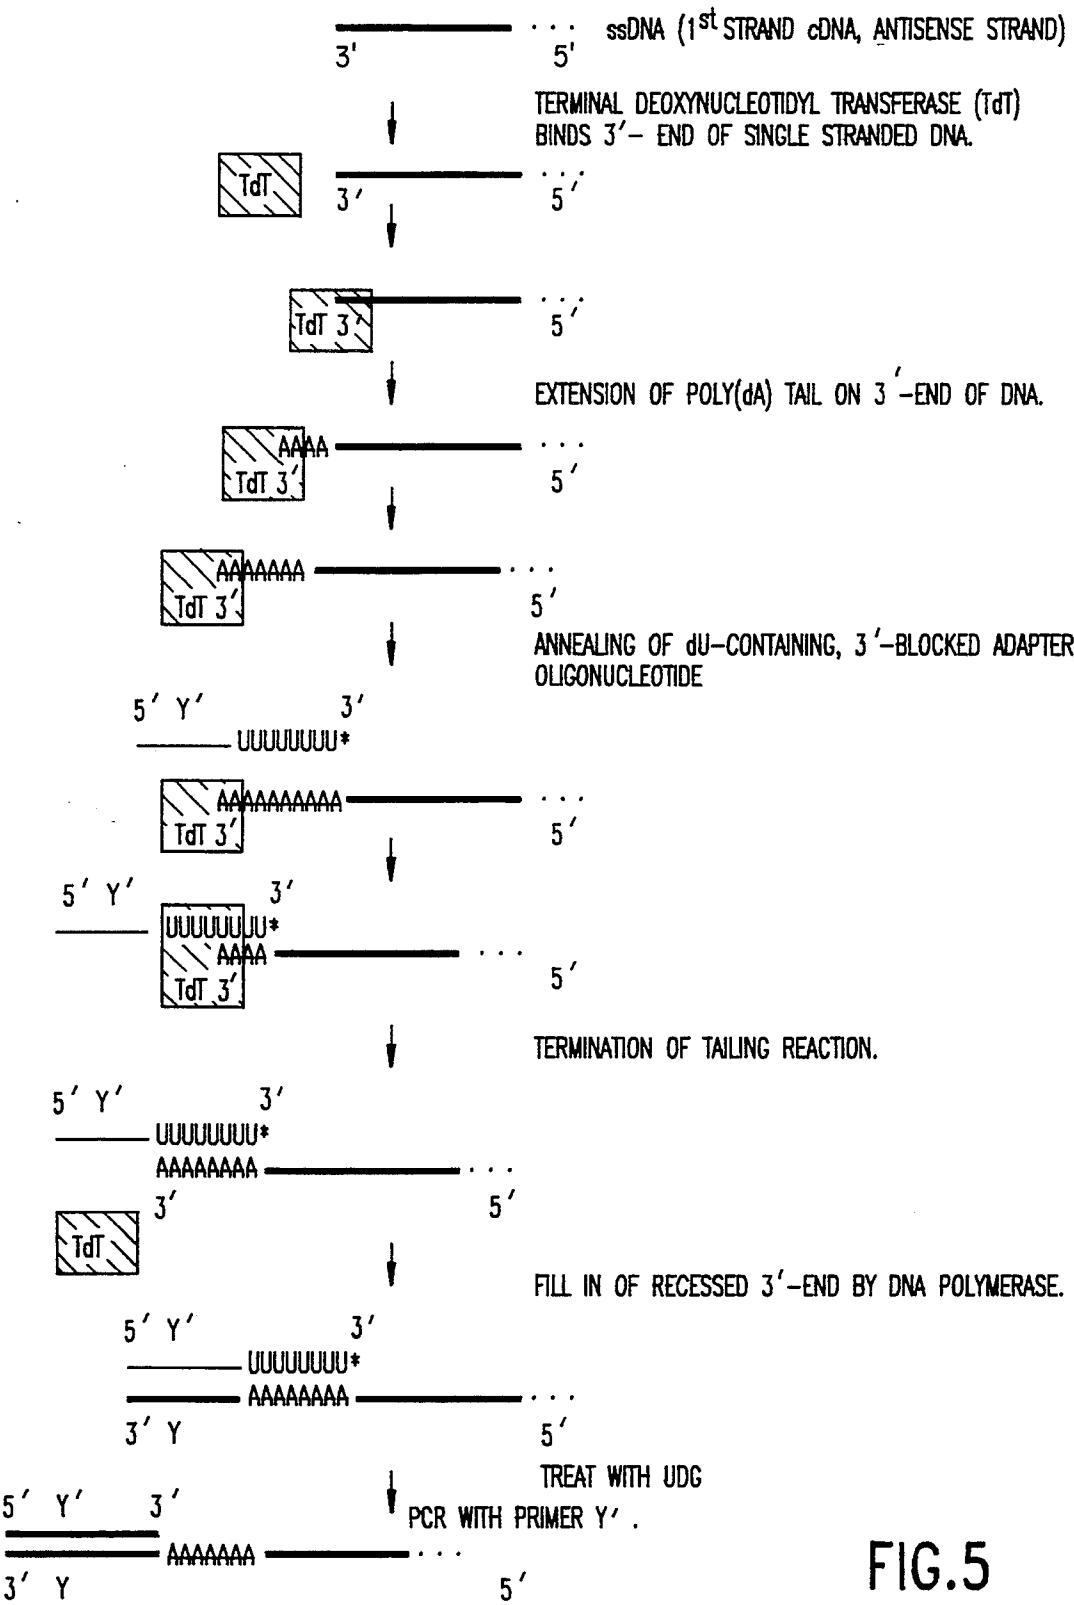 ssDNA (1st STRAND cDNA, ANTISENSE STRAND)
3' 5'
TERMINAL DEOXYNUCLEOTIDYL TRANSFERASE (TdT)
BINDS 3'- END OF SINGLE STRANDED DNA.
TdT
3' 5'
TdT 3' 5'
EXTENSION OF POLY(dA) TAIL ON 3'-END OF DNA.
AAAA
TdT 3' 5'
AAAAAAA
TdT 3' 5'
ANNEALING OF dU-CONTAINING, 3'-BLOCKED ADAPTER
OLIGONUCLEOTIDE
5' Y' 3'
UUUUUUUU*
AAAAAAAAAA
TdT 3' 5'
5' Y' 3'
UUUUUUUU*
AAAA
TdT 3' 5'
TERMINATION OF TAILING REACTION.
5' Y' 3'
UUUUUUUU*
AAAAAAAA
3' 5'
TdT
FILL IN OF RECESSED 3'-END BY DNA POLYMERASE.
5' Y' 3'
UUUUUUUU*
AAAAAAAA
3' Y 5'
TREAT WITH UDG
PCR WITH PRIMER Y'.
5' Y' 3'
AAAAAAA
3' Y 5'
FIG.5